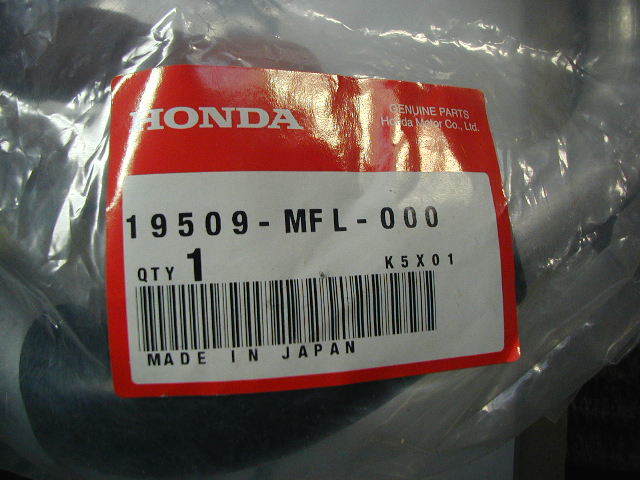 HONDA
GENUINE PARTS
Honda Motor Co., Ltd.
19509-MFL-000
QTY 1 K5X01
MADE IN JAPAN